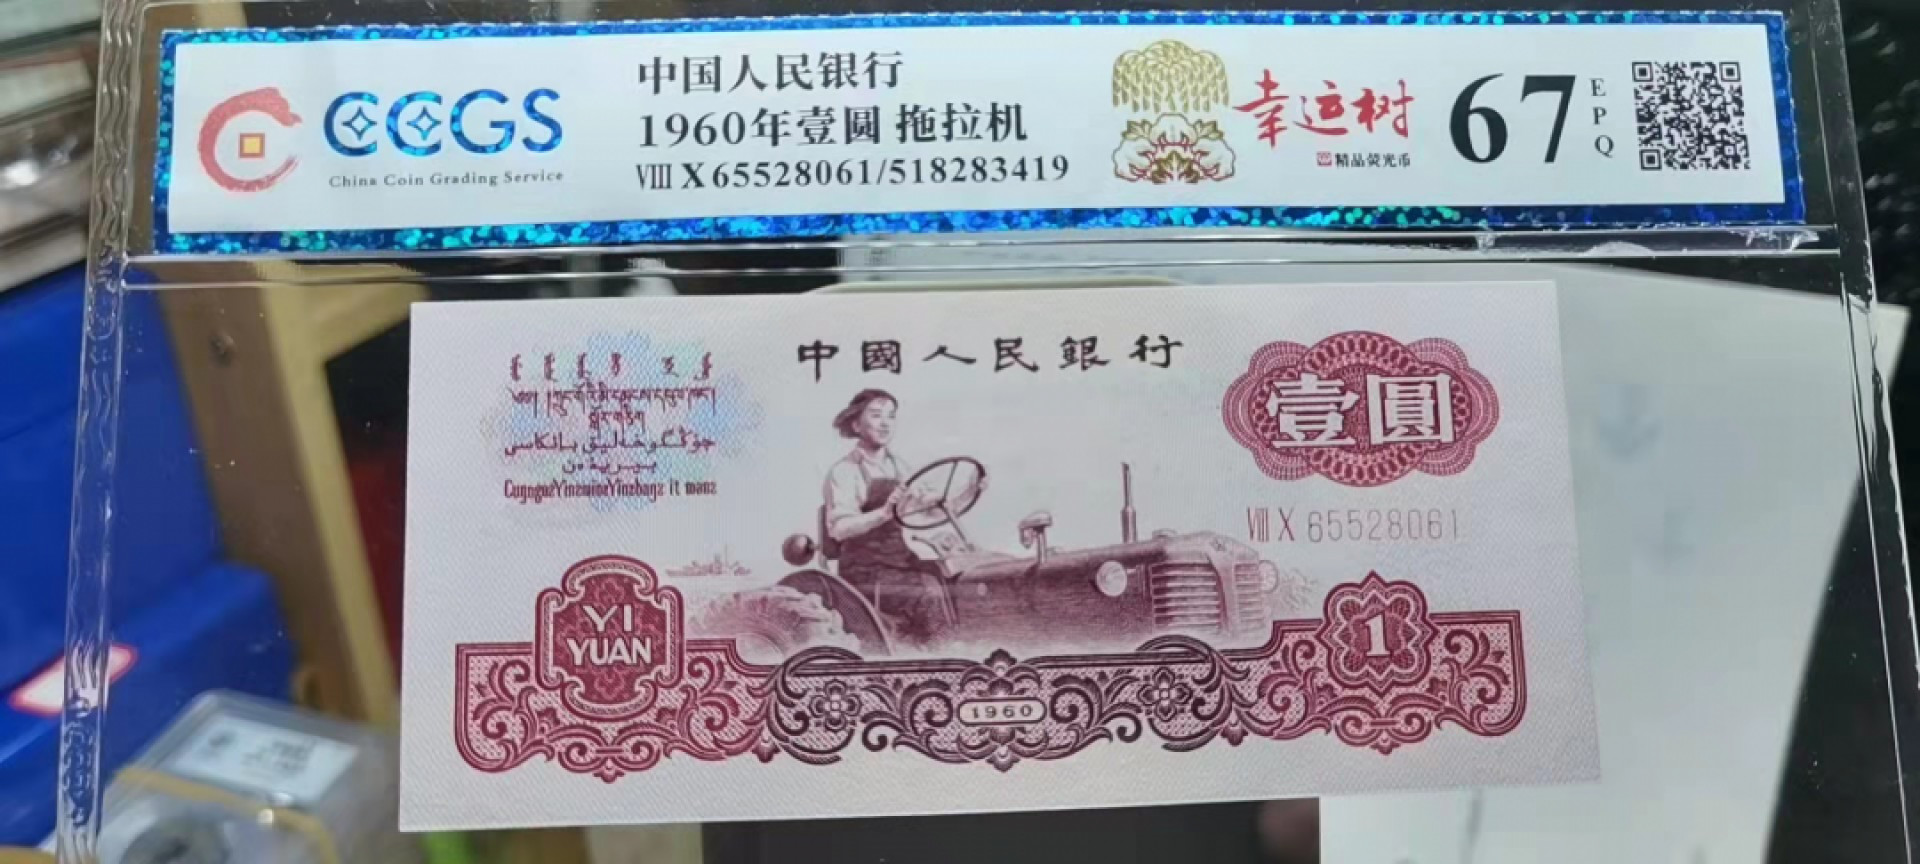 CCGS
China Coin Grading Service
中国人民银行
1960年壹圆 拖拉机
Ⅷ X 65528061/518283419
幸运树
精品荧光币
67
EPQ
中國人民銀行
壹圓
Ⅷ X 65528061
YI
YUAN
1960
1